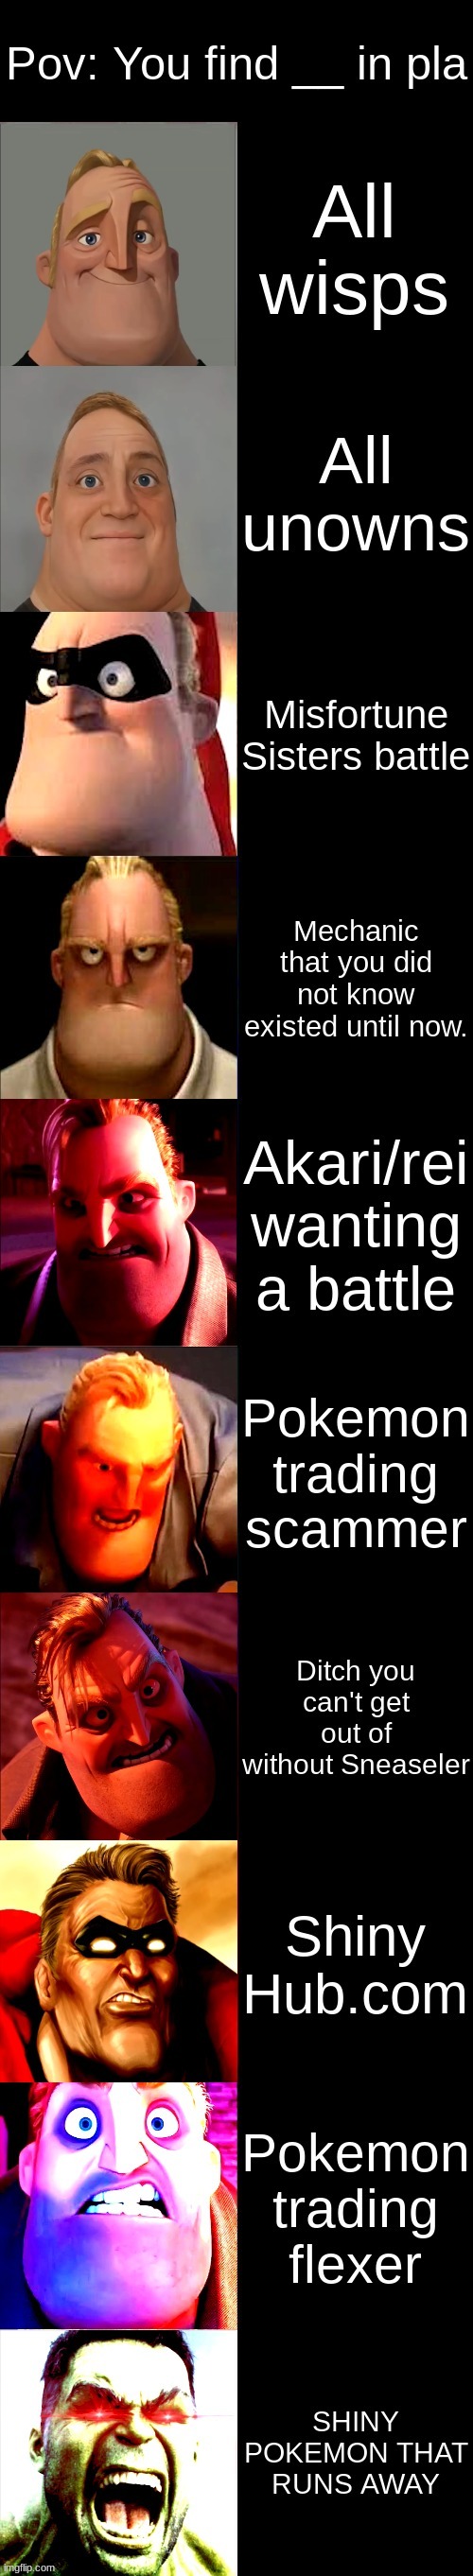 Pov: You find __ in pla
All
wisps
All
unowns
Misfortune
Sisters battle
Mechanic
that you did
not know
existed until now.
Akari/rei
wanting
a battle
Pokemon
trading
scammer
Ditch you
can't get
out of
without Sneaseler
Shiny
Hub.com
Pokemon
trading
flexer
SHINY
POKEMON THAT
RUNS AWAY
imgflip.com